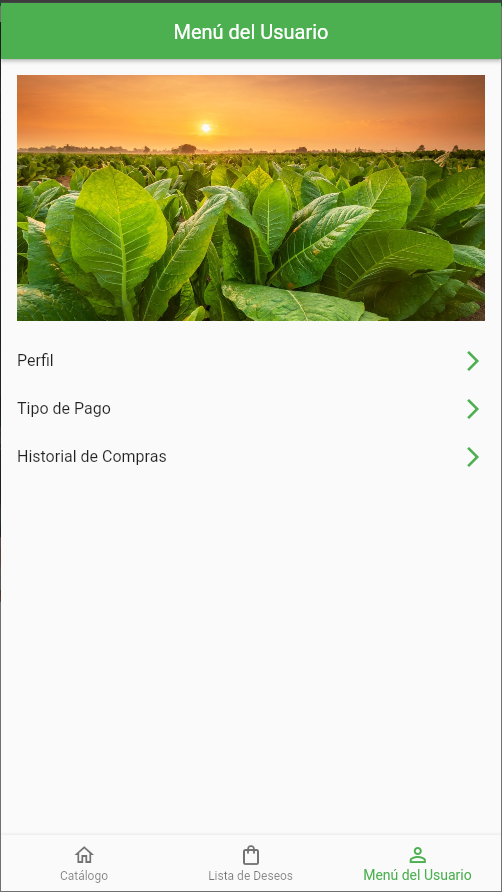 Menú del Usuario
Perfil
Tipo de Pago
Historial de Compras
Catálogo
Lista de Deseos
Menú del Usuario